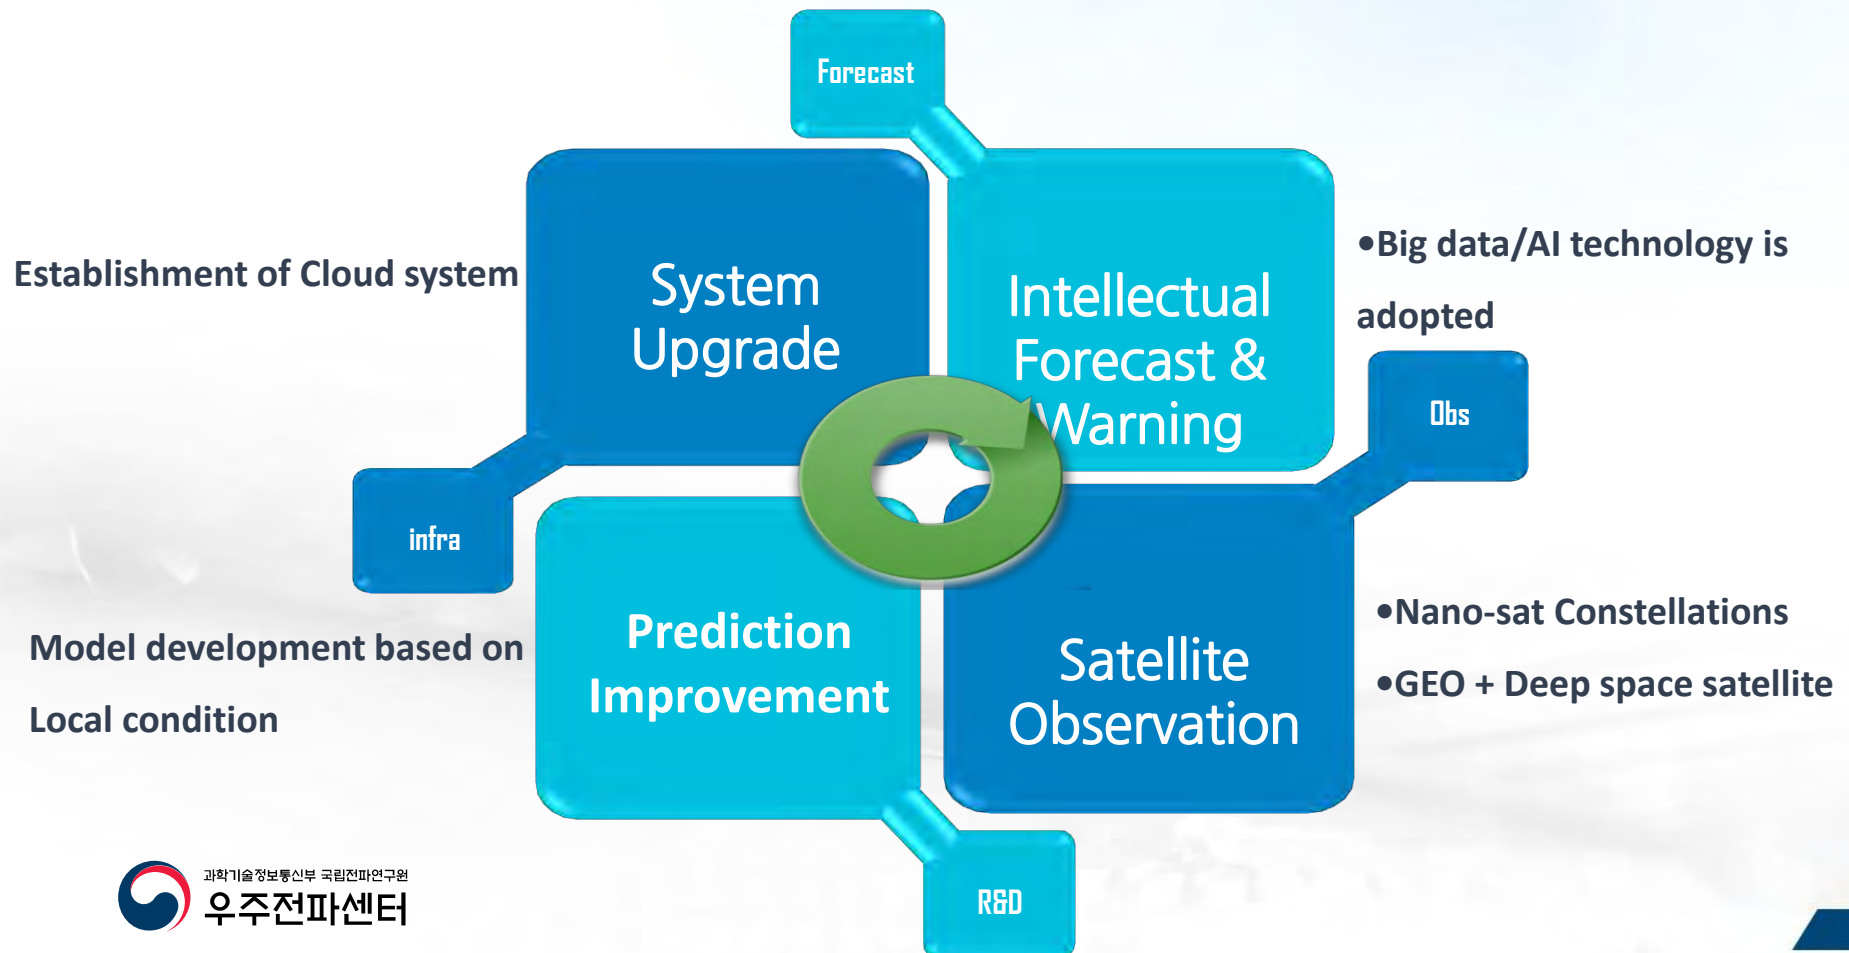 Forecast
Establishment of Cloud system
System
Upgrade
Intellectual
Forecast &
Warning
•Big data/AI technology is
adopted
Obs
infra
Model development based on
Local condition
Prediction
Improvement
Satellite
Observation
•Nano-sat Constellations
•GEO + Deep space satellite
R&D
과학기술정보통신부 국립전파연구원
우주전파센터